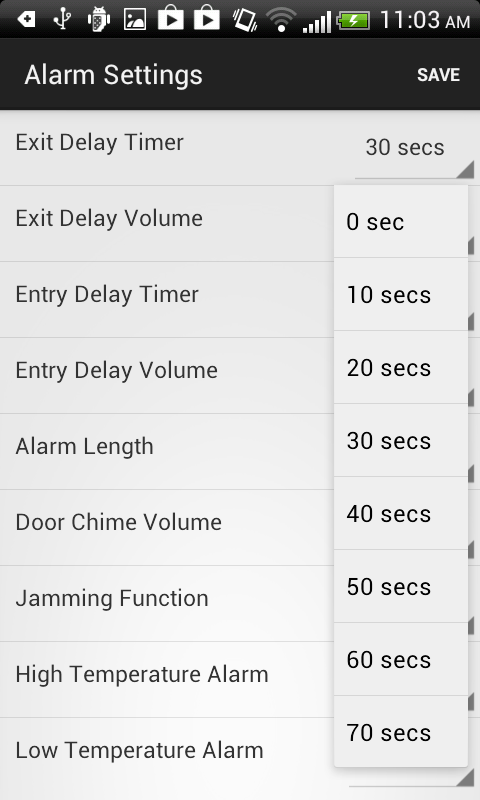 11:03 AM
Alarm Settings SAVE
Exit Delay Timer 30 secs
Exit Delay Volume 0 sec
Entry Delay Timer 10 secs
Entry Delay Volume 20 secs
Alarm Length 30 secs
Door Chime Volume 40 secs
Jamming Function 50 secs
High Temperature Alarm 60 secs
Low Temperature Alarm 70 secs